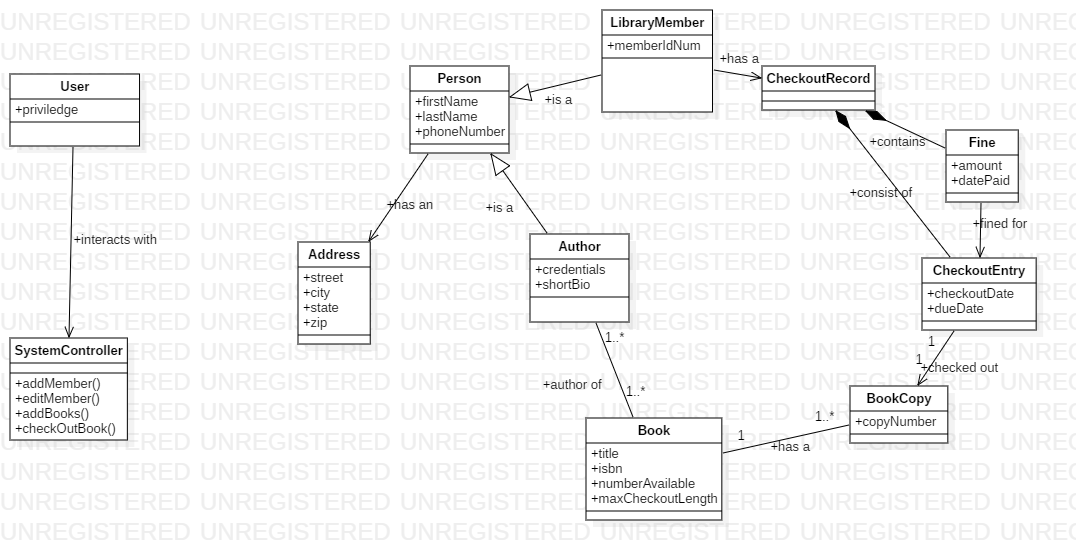 UNREGISTERED
User
+priviledge
+interacts with
SystemController
+addMember()
+editMember()
+addBooks()
+checkOutBook()
Person
+firstName
+lastName
+phoneNumber
+has an
Address
+street
+city
+state
+zip
+is a
Author
+credentials
+shortBio
1..*
+author of
1..*
Book
+title
+isbn
+numberAvailable
+maxCheckoutLength
LibraryMember
+memberIdNum
+is a
+has a
CheckoutRecord
+contains
+consist of
Fine
+amount
+datePaid
+fined for
CheckoutEntry
+checkoutDate
+dueDate
1
1
+checked out
BookCopy
+copyNumber
1..*
1
+has a